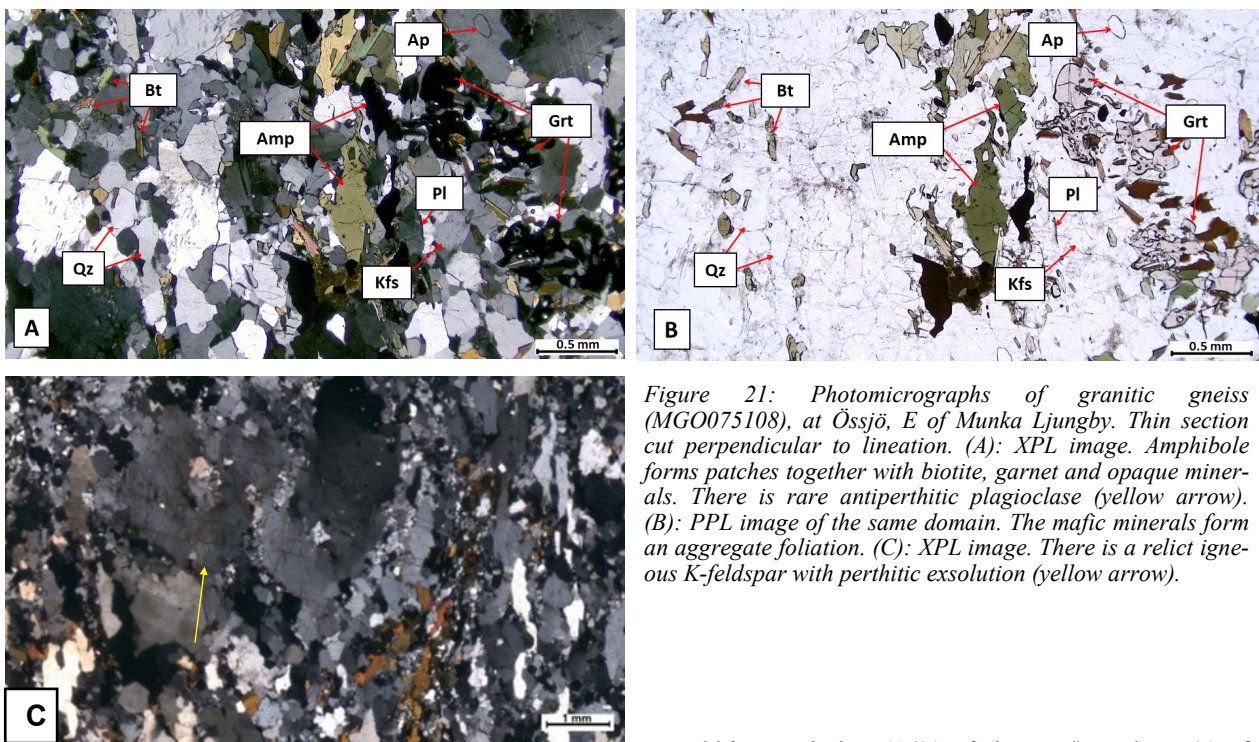 Ap
Bt
Grt
Amp
Pl
Qz
Kfs
A
0.5 mm
Ap
Bt
Grt
Amp
Pl
Qz
Kfs
B
0.5 mm
C
1 mm
Figure 21: Photomicrographs of granitic gneiss
(MGO075108), at Össjö, E of Munka Ljungby. Thin section
cut perpendicular to lineation. (A): XPL image. Amphibole
forms patches together with biotite, garnet and opaque miner-
als. There is rare antiperthitic plagioclase (yellow arrow).
(B): PPL image of the same domain. The mafic minerals form
an aggregate foliation. (C): XPL image. There is a relict igne-
ous K-feldspar with perthitic exsolution (yellow arrow).